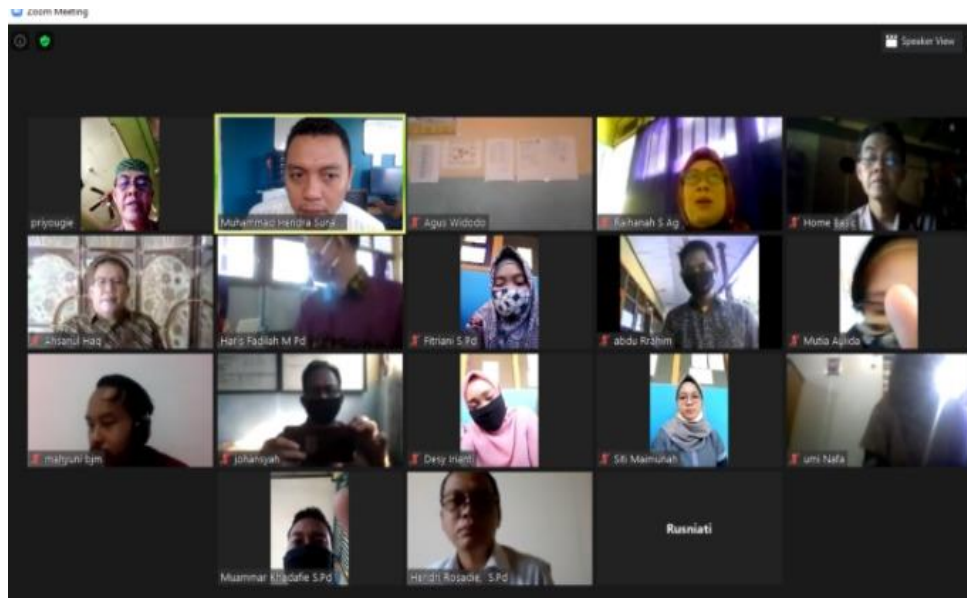 Zoom Meeting
Speaker View
priyougie
Muhammad Hendra Surya
Agus Widodo
Raihanah S Ag
Home Basic
Ahsanul Haq
Haris Fadilah M Pd
Fitriani S Pd
abdu Rrahim
Mutia Aulida
mahyuni bjm
johansyah
Desy Irianti
Siti Maimunah
umi Nafa
Muammar Khadafie S.Pd
Hendri Rosadie, S.Pd
Rusniati